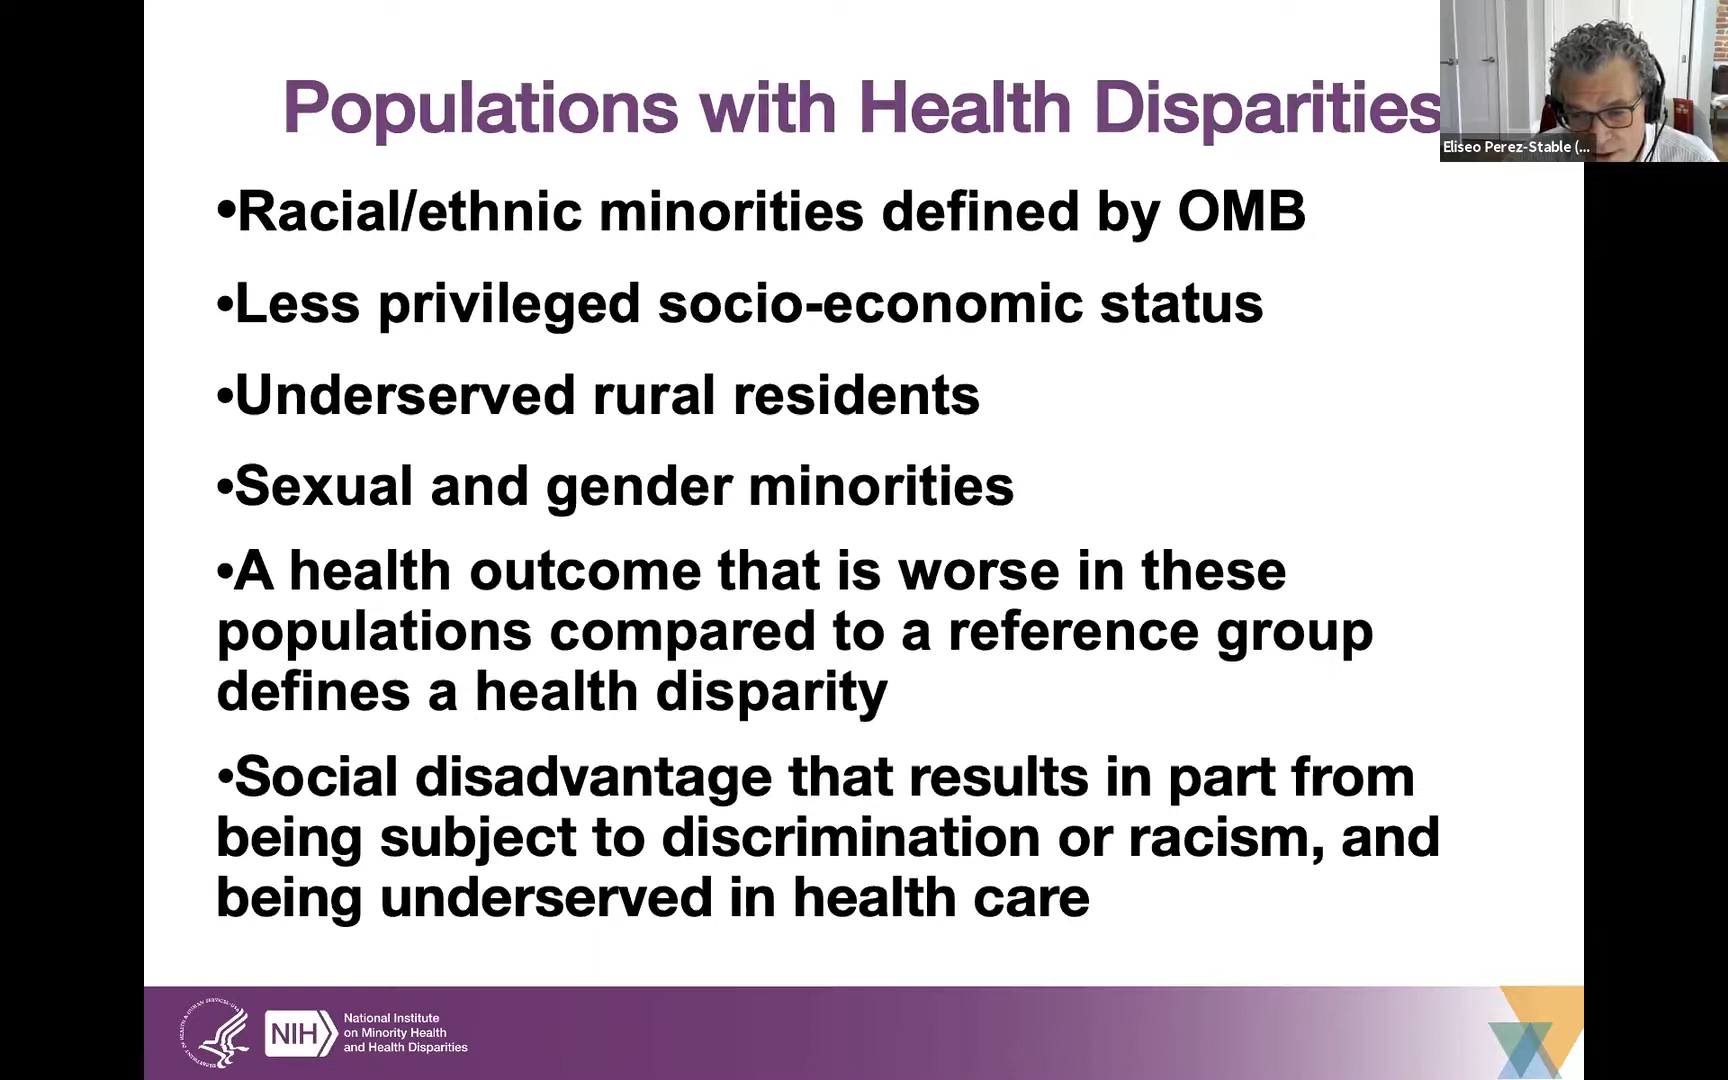 Populations with Health Disparities
Eliseo Perez-Stable (...
•Racial/ethnic minorities defined by OMB
•Less privileged socio-economic status
•Underserved rural residents
•Sexual and gender minorities
•A health outcome that is worse in these
populations compared to a reference group
defines a health disparity
•Social disadvantage that results in part from
being subject to discrimination or racism, and
being underserved in health care
NIH
National Institute
on Minority Health
and Health Disparities